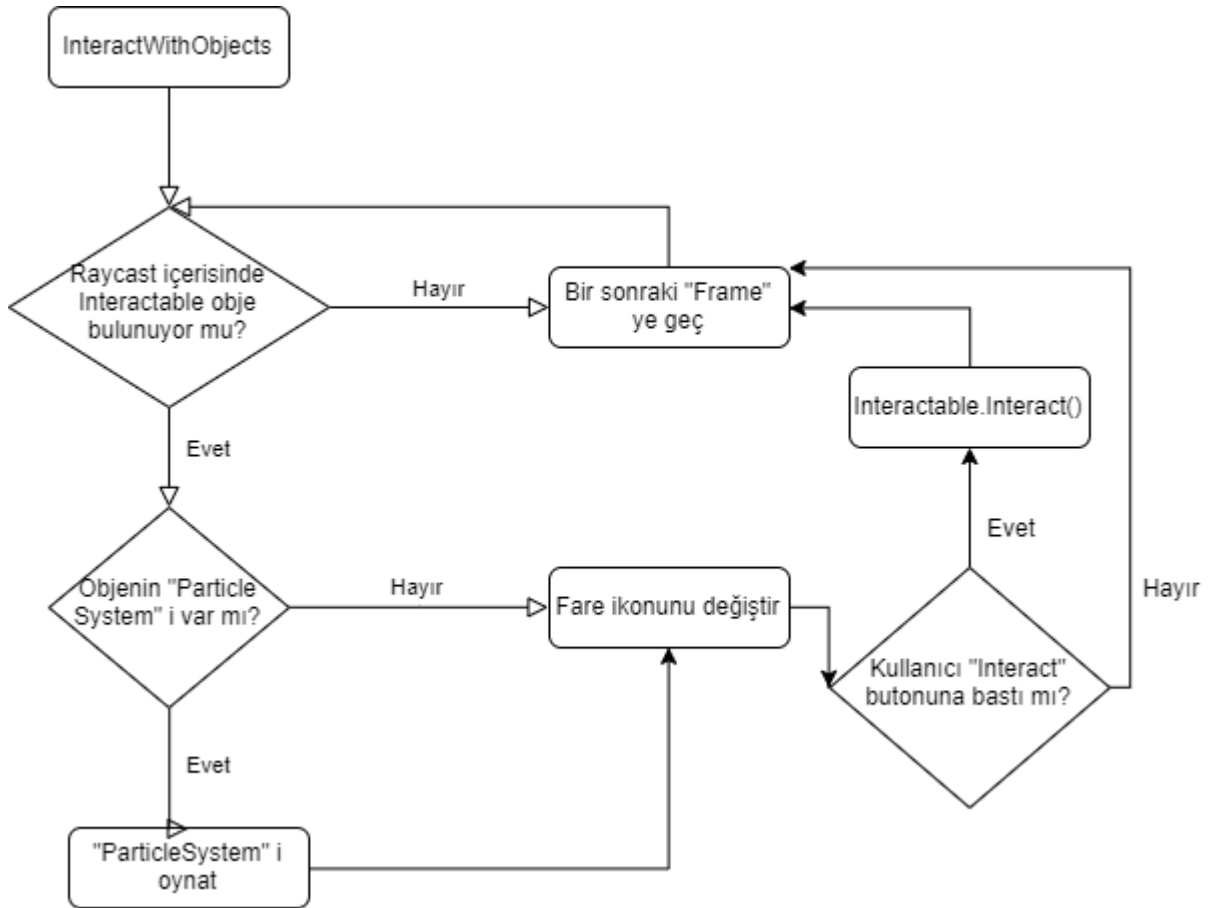 InteractWithObjects
Raycast içerisinde
Interactable obje
bulunuyor mu?
Hayır
Bir sonraki "Frame"
ye geç
Interactable.Interact()
Evet
Evet
Objenin "Particle
System" i var mı?
Hayır
Fare ikonunu değiştir
Hayır
Kullanıcı "Interact"
butonuna bastı mı?
Evet
"ParticleSystem" i
oynat